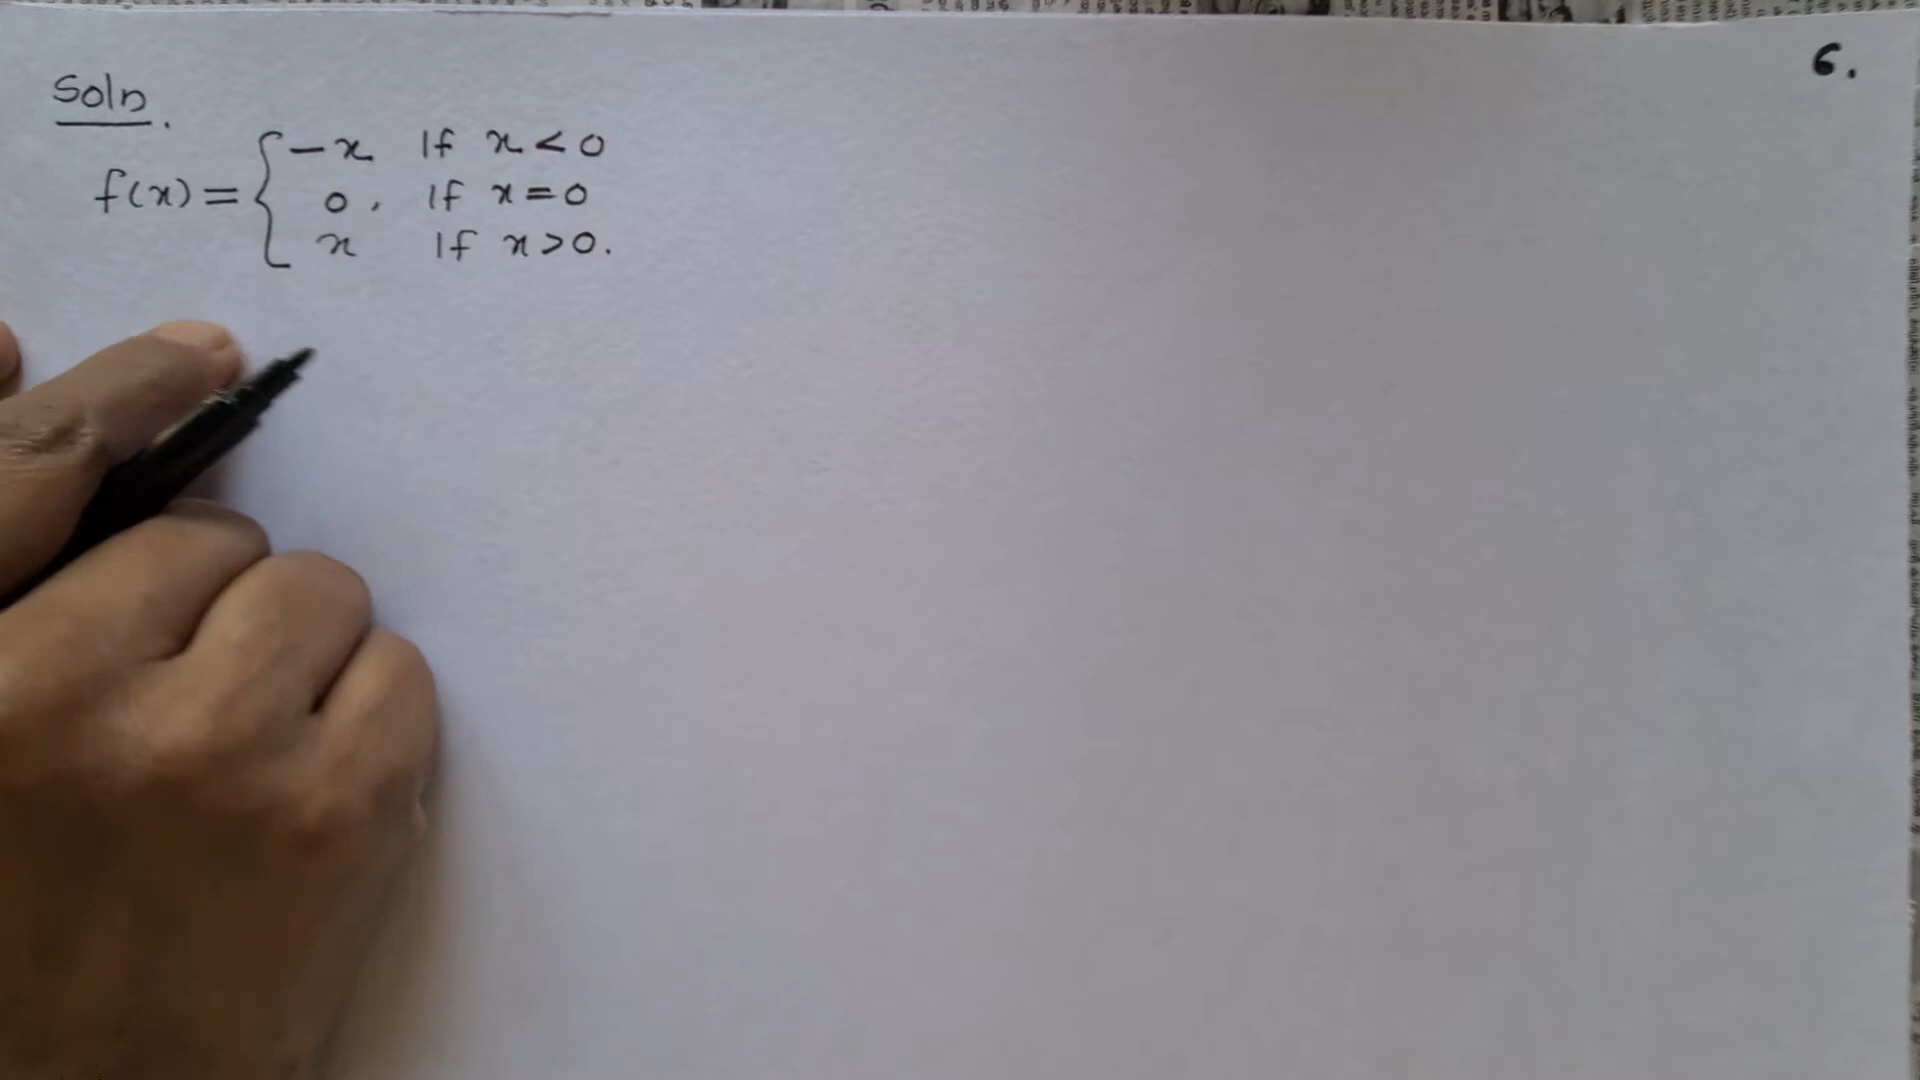 6.
Soln.
f(x) = { -x If x < 0
0, If x = 0
x If x > 0.